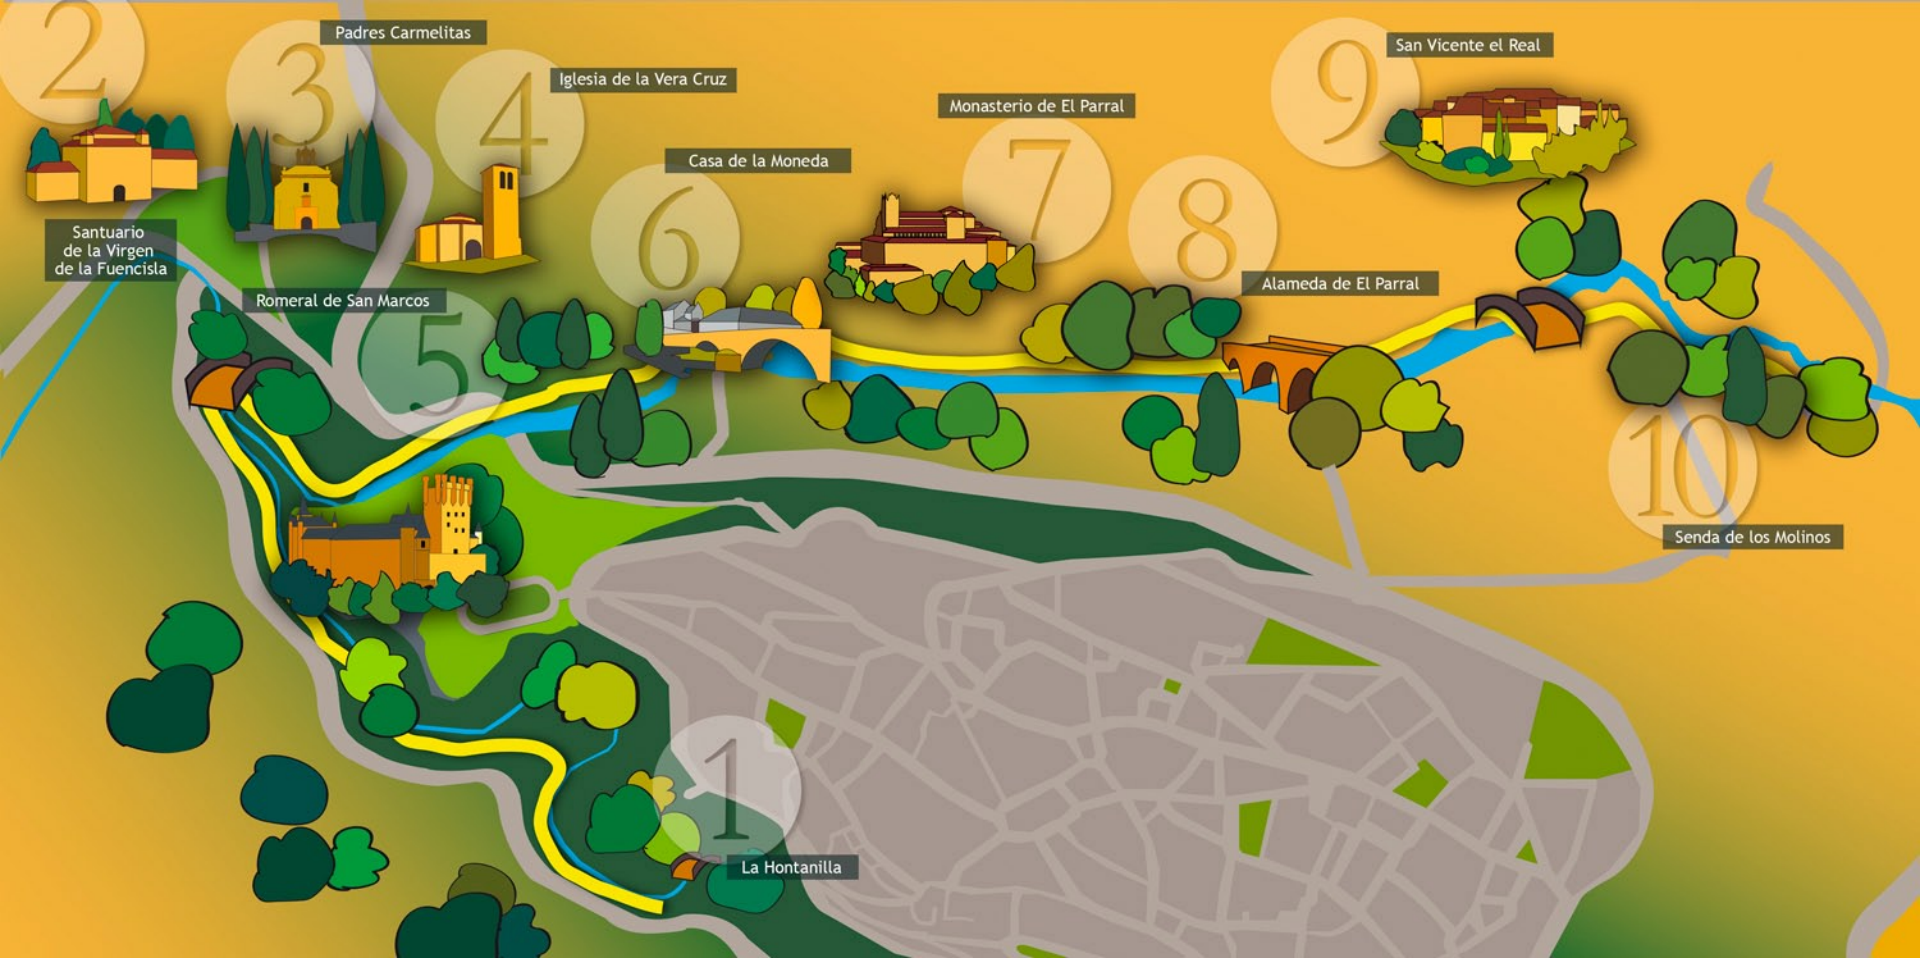 2
3
Padres Carmelitas
4
Iglesia de la Vera Cruz
9
San Vicente el Real
Monasterio de El Parral
7
Casa de la Moneda
6
8
Santuario
de la Virgen
de la Fuencisla
Romeral de San Marcos
5
Alameda de El Parral
10
Senda de los Molinos
1
La Hontanilla